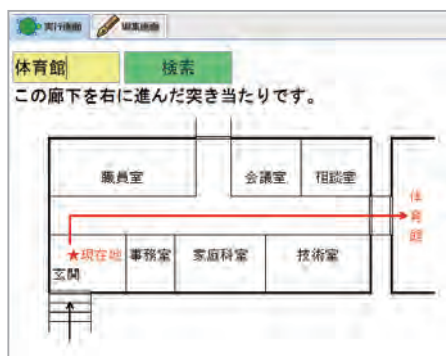 実行画面
編集画面
体育館
検索
この廊下を右に進んだ突き当たりです。
職員室
会議室
相談室
体育館
★現在地
事務室
家庭科室
技術室
玄関